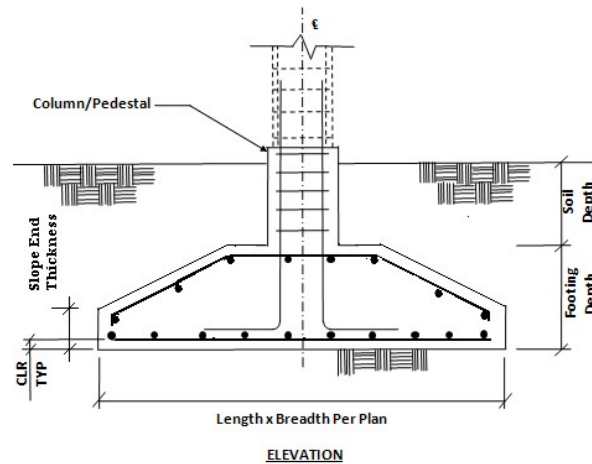 ℄
Column/Pedestal
Soil
Depth
Slope End
Thickness
Footing
Depth
CLR
TYP
Length x Breadth Per Plan
ELEVATION